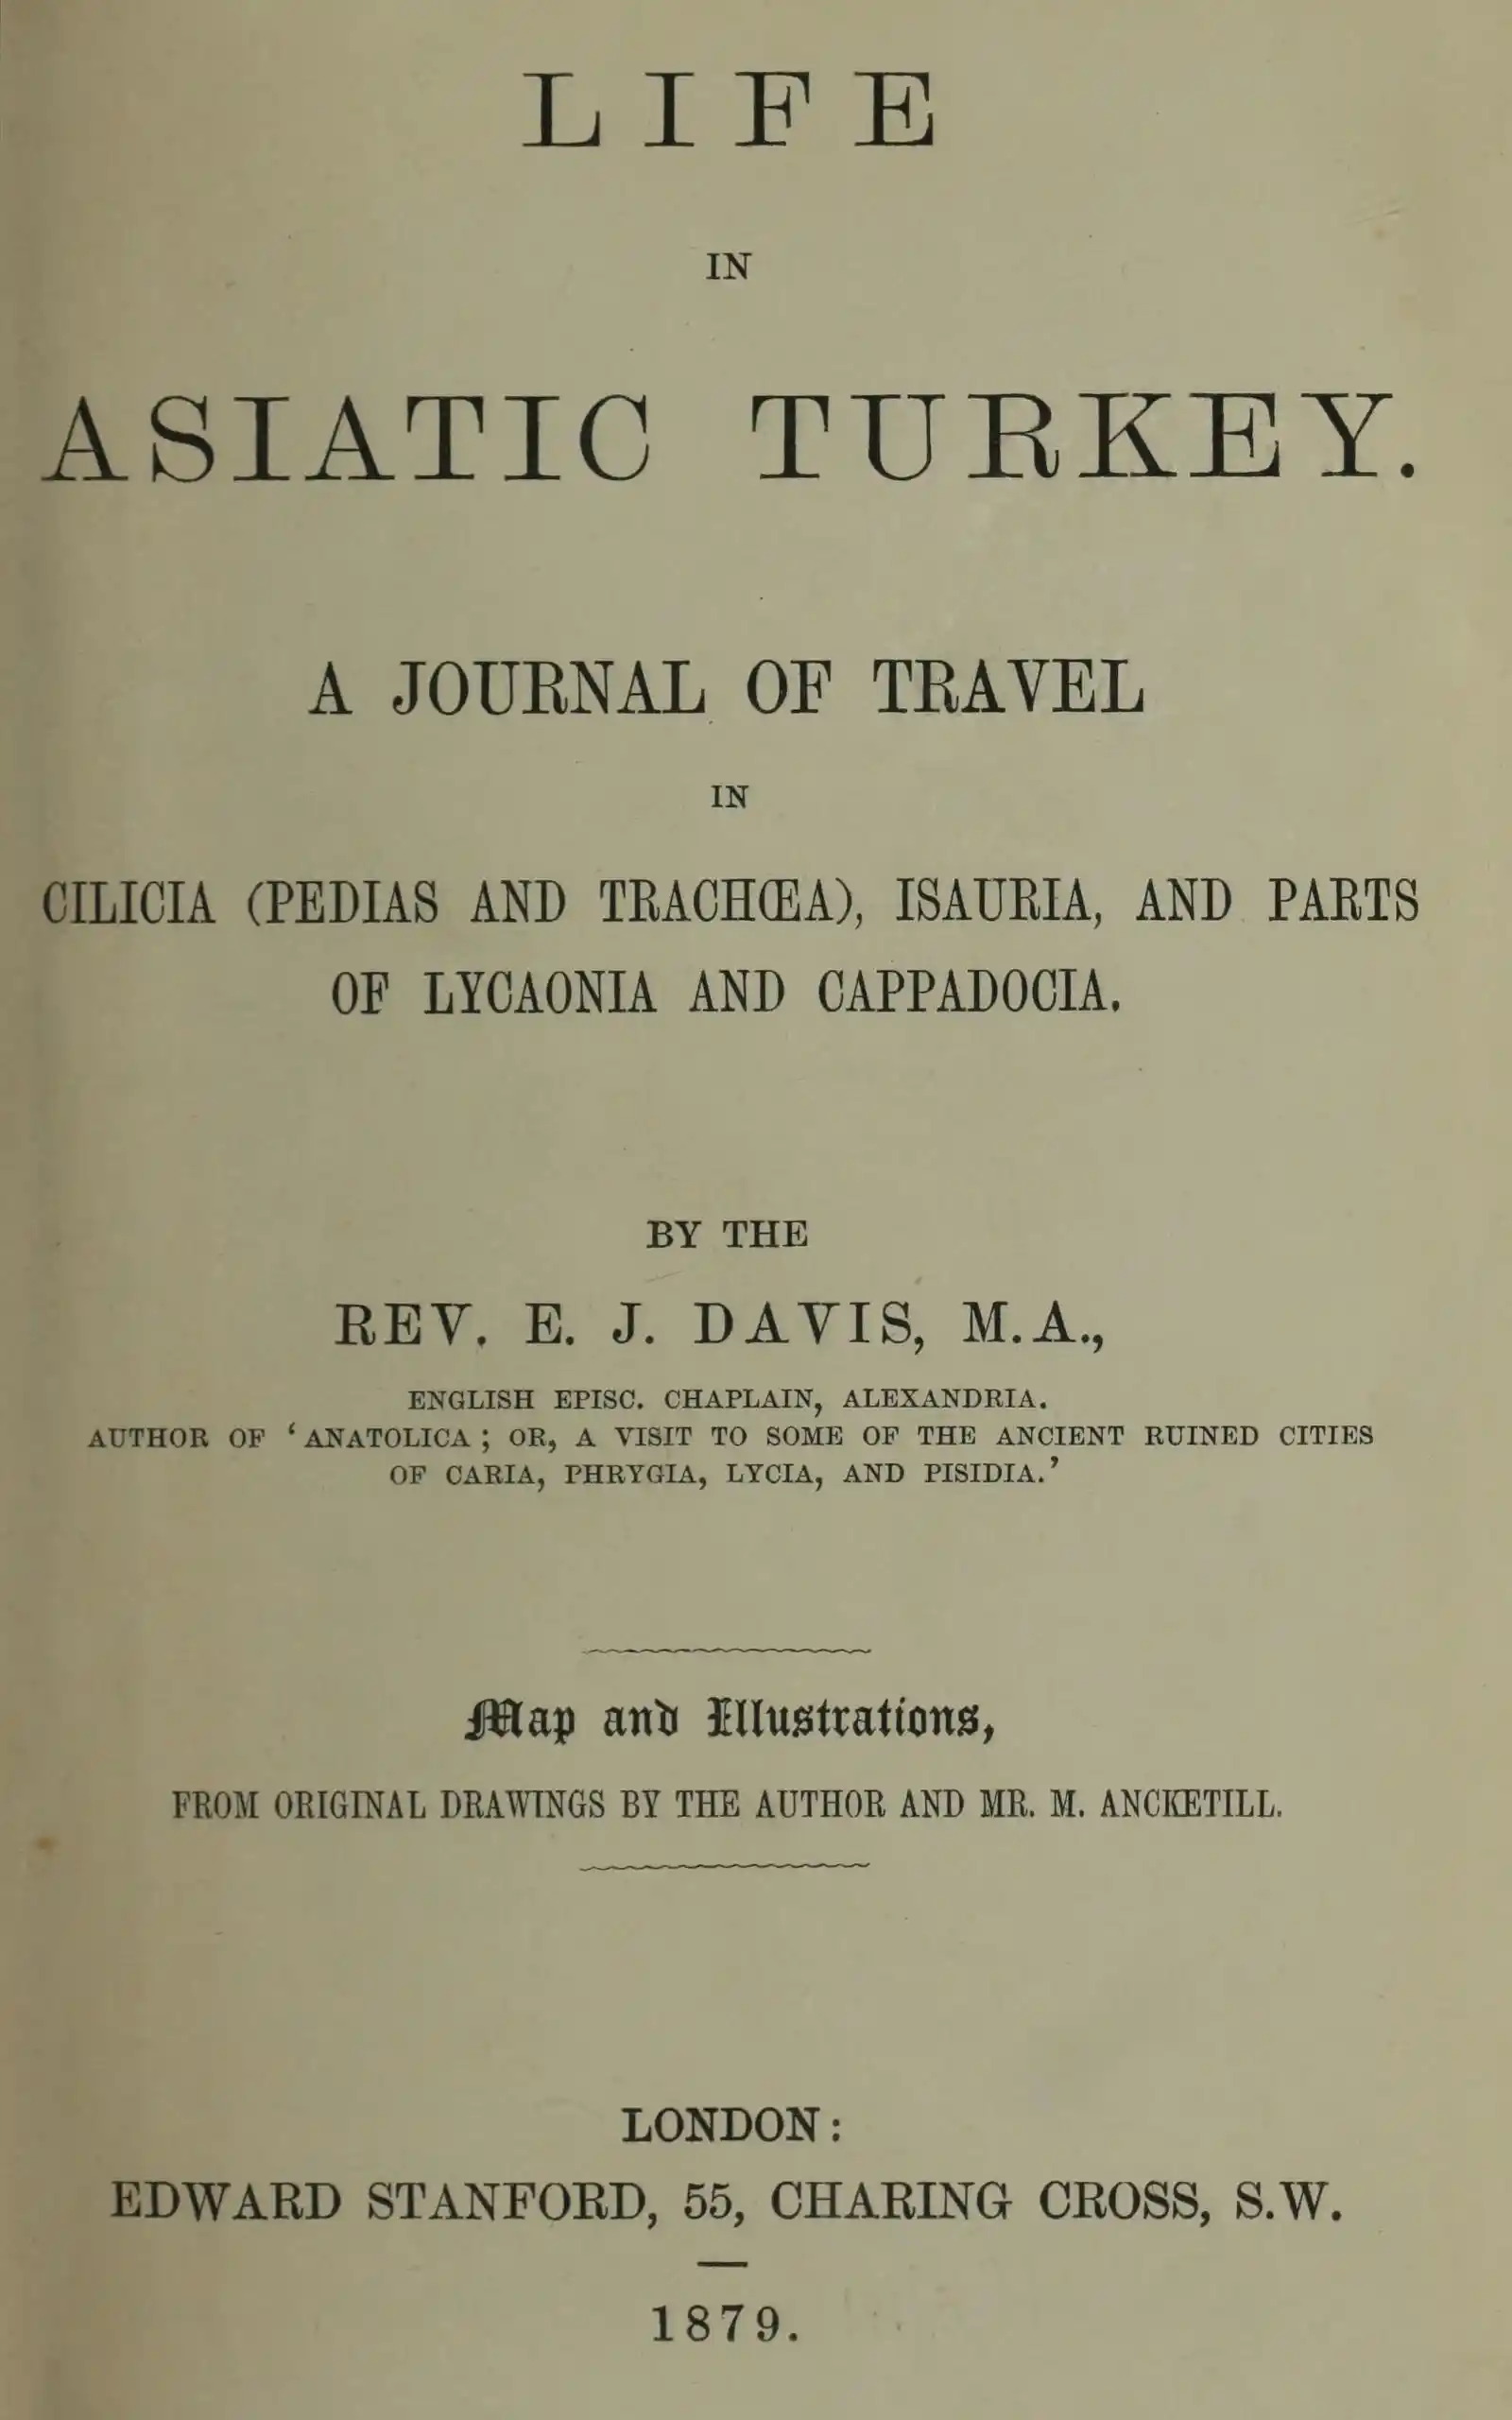 LIFE
IN
ASIATIC TURKEY.
A JOURNAL OF TRAVEL
IN
CILICIA (PEDIAS AND TRACHŒA), ISAURIA, AND PARTS
OF LYCAONIA AND CAPPADOCIA.
BY THE
REV. E. J. DAVIS, M.A.,
ENGLISH EPISC. CHAPLAIN, ALEXANDRIA.
AUTHOR OF ‘ANATOLICA; OR, A VISIT TO SOME OF THE ANCIENT RUINED CITIES
OF CARIA, PHRYGIA, LYCIA, AND PISIDIA.’
Map and Illustrations,
FROM ORIGINAL DRAWINGS BY THE AUTHOR AND MR. M. ANCKETILL.
LONDON:
EDWARD STANFORD, 55, CHARING CROSS, S.W.
1879.